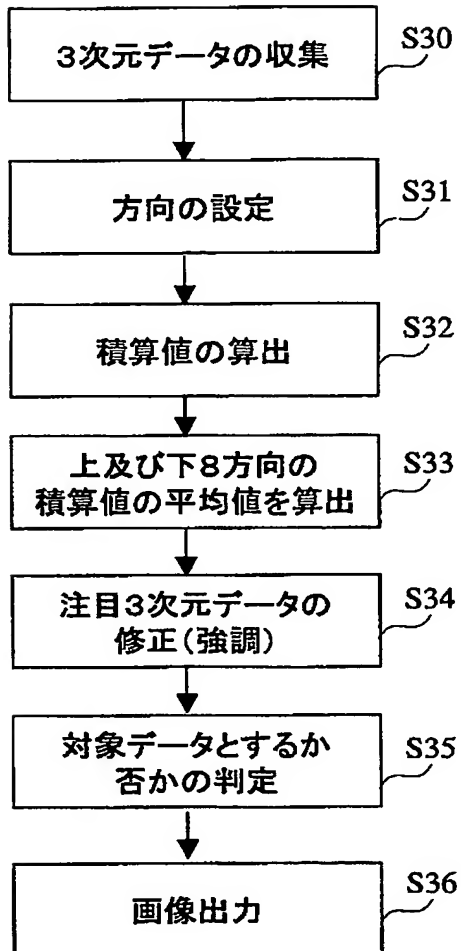 3次元データの収集
S30
方向の設定
S31
積算値の算出
S32
上及び下8方向の
積算値の平均値を算出
S33
注目3次元データの
修正(強調)
S34
対象データとするか
否かの判定
S35
画像出力
S36